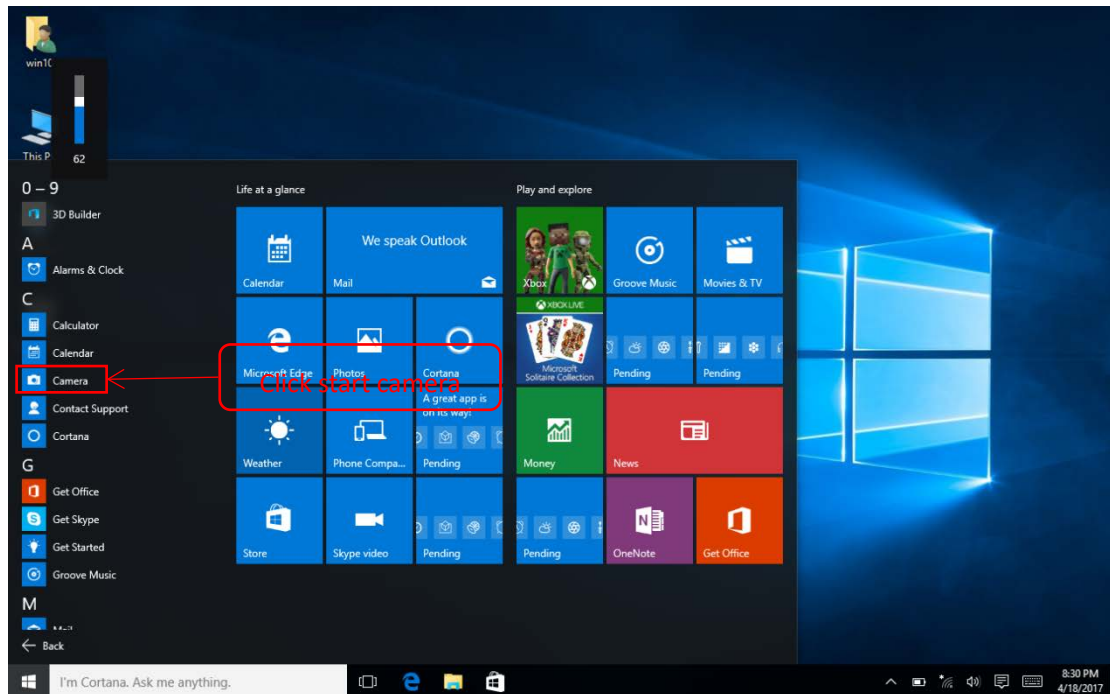 win10
This P
62
0 – 9
3D Builder
A
Alarms & Clock
C
Calculator
Calendar
Camera
Contact Support
Cortana
G
Get Office
Get Skype
Get Started
Groove Music
M
Mail
Back
Life at a glance
Calendar
We speak Outlook
Mail
Microsoft Edge
Photos
Cortana
Click start camera
Weather
Phone Compa...
A great app is
on its way!
Pending
Store
Skype video
Pending
Play and explore
Xbox
Groove Music
Movies & TV
XBOX LIVE
Microsoft
Solitaire Collection
Pending
Pending
Money
News
Pending
OneNote
Get Office
I'm Cortana. Ask me anything.
8:30 PM
4/18/2017